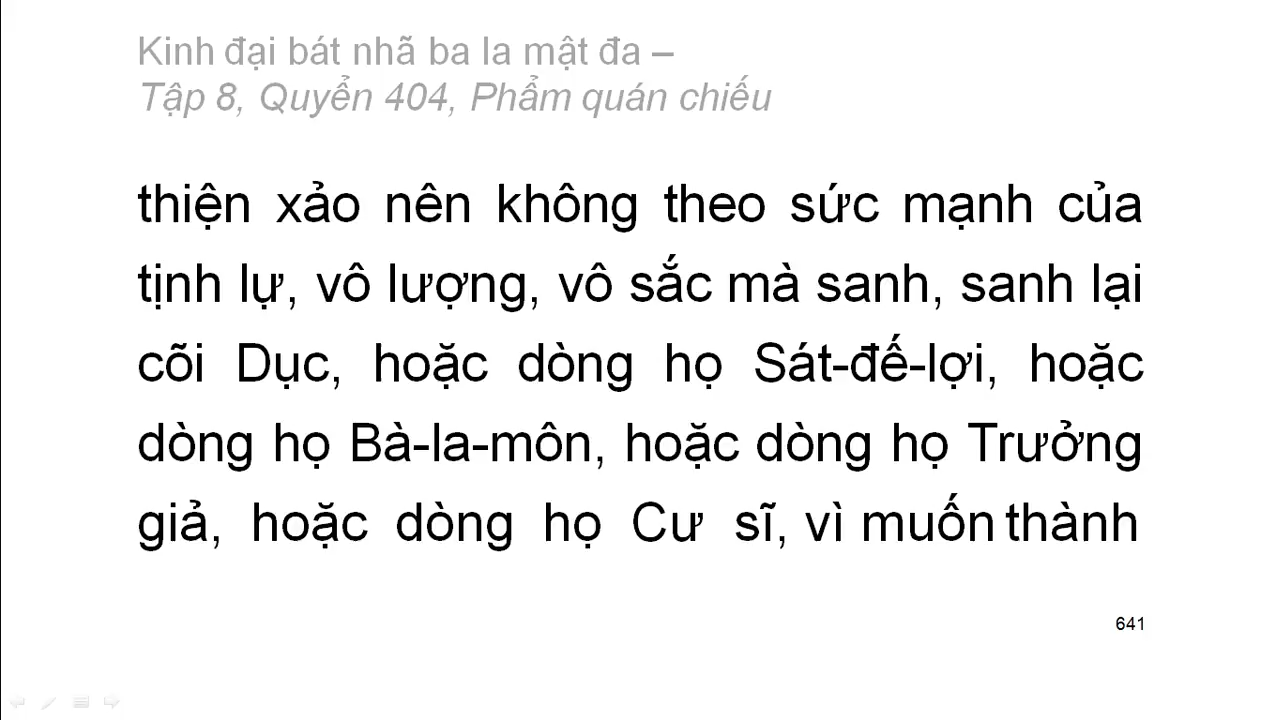 Kinh đại bát nhã ba la mật đa –
Tập 8, Quyển 404, Phẩm quán chiếu
thiện xảo nên không theo sức mạnh của
tịnh lự, vô lượng, vô sắc mà sanh, sanh lại
cõi Dục, hoặc dòng họ Sát-đế-lợi, hoặc
dòng họ Bà-la-môn, hoặc dòng họ Trưởng
giả, hoặc dòng họ Cư sĩ, vì muốn thành
641